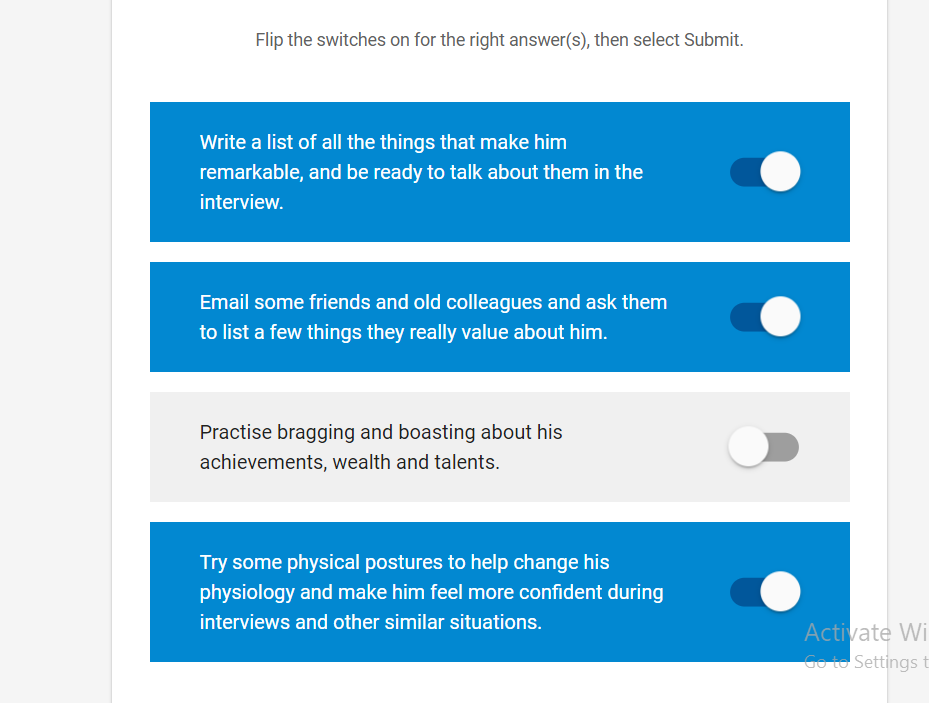 Flip the switches on for the right answer(s), then select Submit.
Write a list of all the things that make him
remarkable, and be ready to talk about them in the
interview.
Email some friends and old colleagues and ask them
to list a few things they really value about him.
Practise bragging and boasting about his
achievements, wealth and talents.
Try some physical postures to help change his
physiology and make him feel more confident during
interviews and other similar situations.
Activate Wi
Go to Settings t